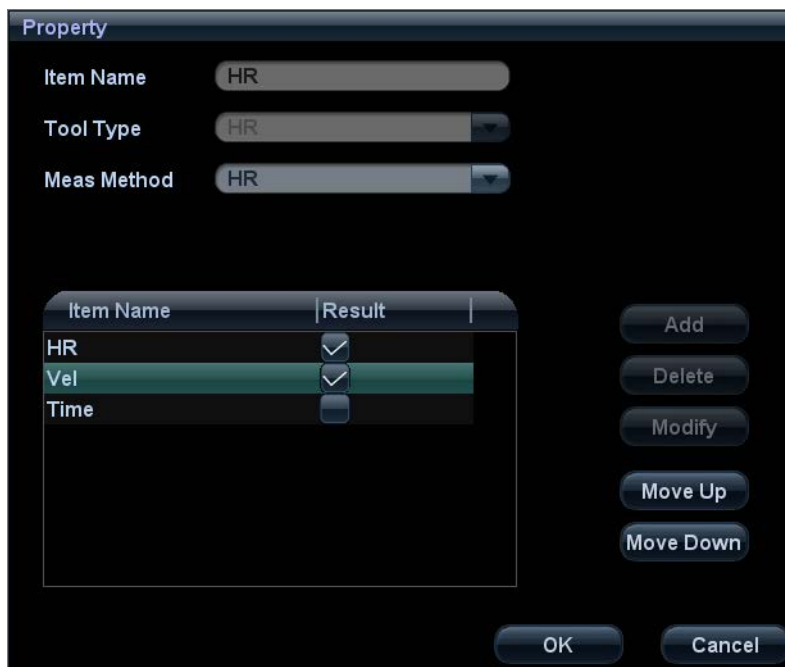 Property
Item Name HR
Tool Type HR
Meas Method HR
Item Name Result
HR
Vel
Time
Add
Delete
Modify
Move Up
Move Down
OK Cancel